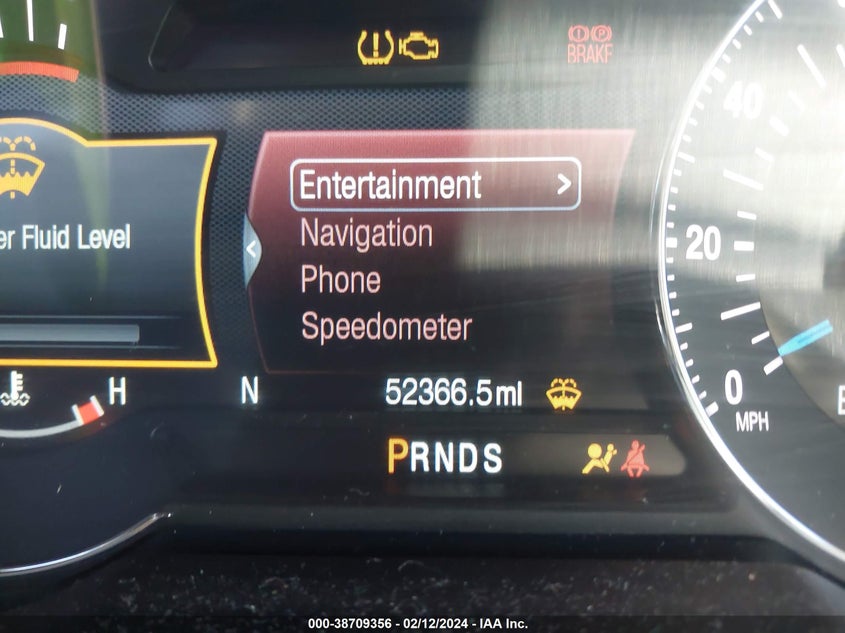 BRAKE
40
Entertainment >
er Fluid Level
Navigation
20
Phone
Speedometer
H
N
52366.5ml
0
MPH
PRNDS
000-38709356 - 02/12/2024 - IAA Inc.